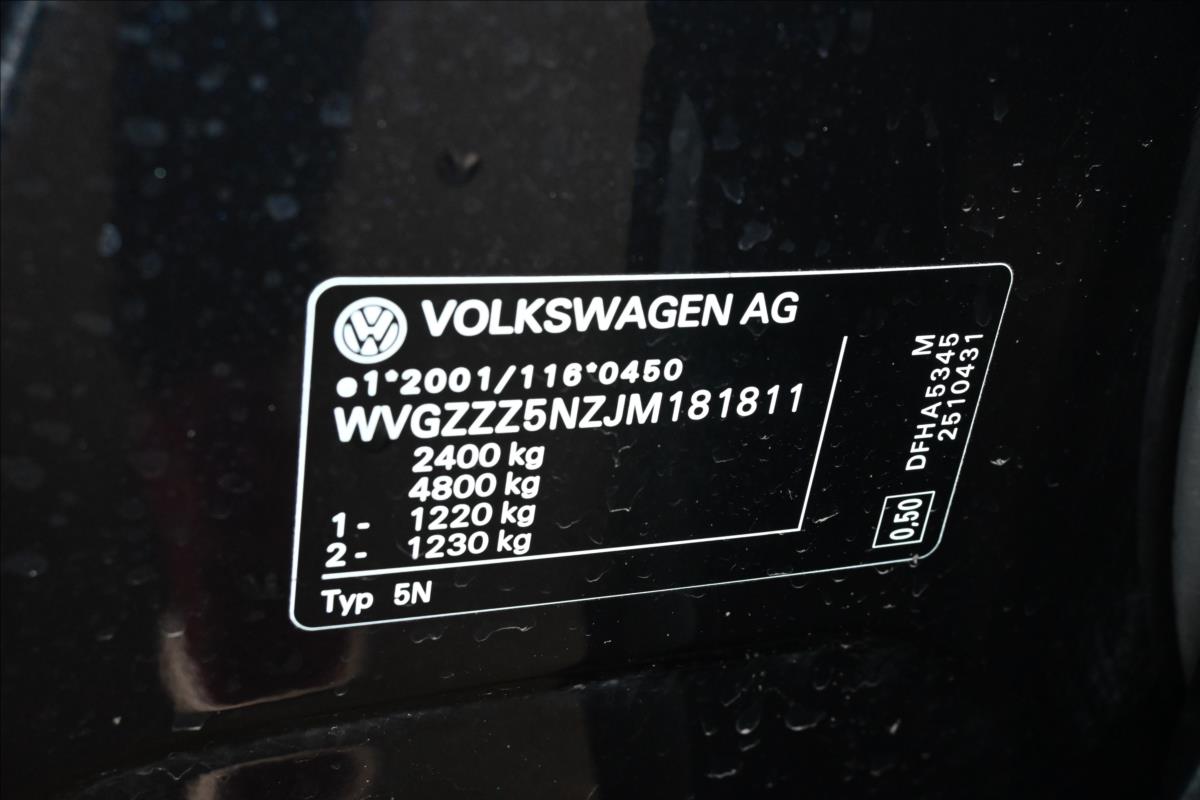 VOLKSWAGEN AG
e1*2001/116*0450
WVGZZZ5NZJM181811
2400 kg
4800 kg
1- 1220 kg
2- 1230 kg
Typ 5N
M
DFHA5345
2510431
0,50